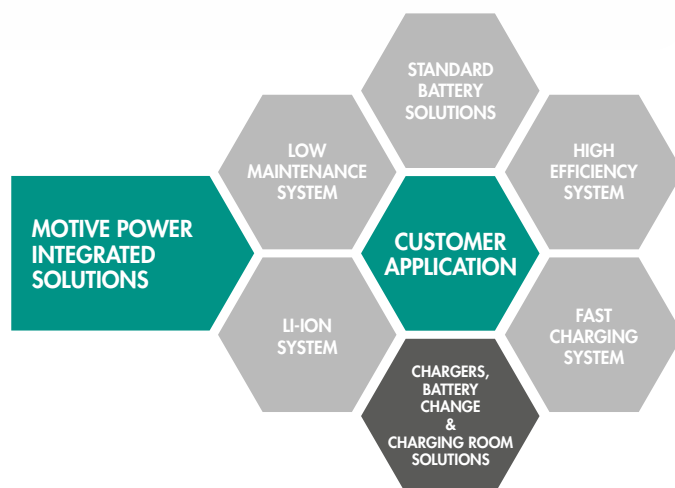 STANDARD
BATTERY
SOLUTIONS
LOW
MAINTENANCE
SYSTEM
HIGH
EFFICIENCY
SYSTEM
MOTIVE POWER
INTEGRATED
SOLUTIONS
CUSTOMER
APPLICATION
LI-ION
SYSTEM
FAST
CHARGING
SYSTEM
CHARGERS,
BATTERY
CHANGE
&
CHARGING ROOM
SOLUTIONS